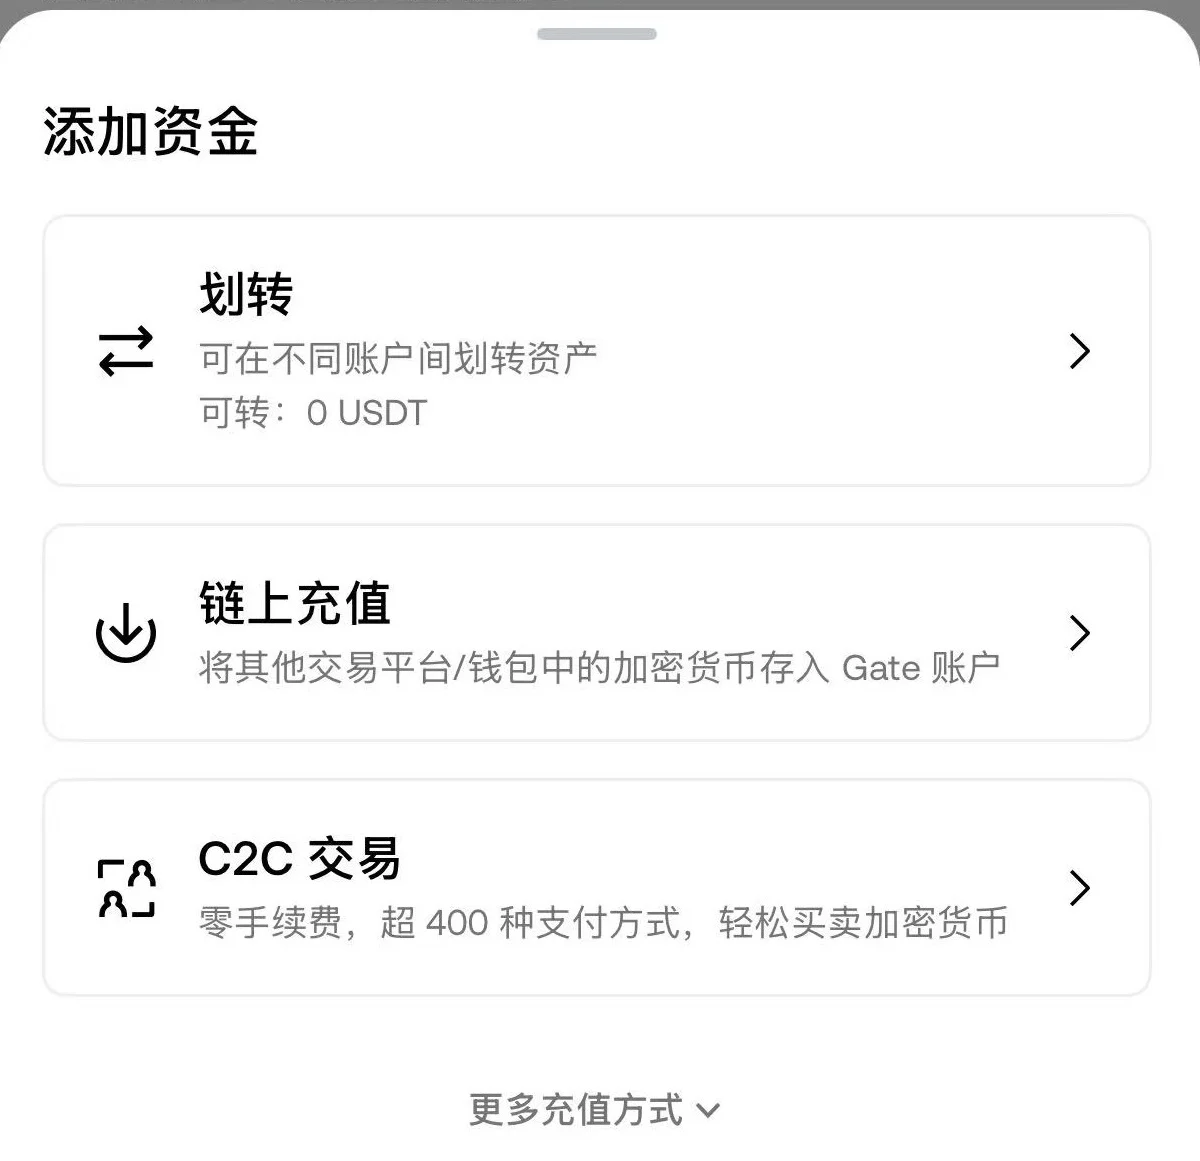 添加资金
划转
可在不同账户间划转资产
可转：0 USDT
链上充值
将其他交易平台/钱包中的加密货币存入 Gate 账户
C2C 交易
零手续费，超 400 种支付方式，轻松买卖加密货币
更多充值方式